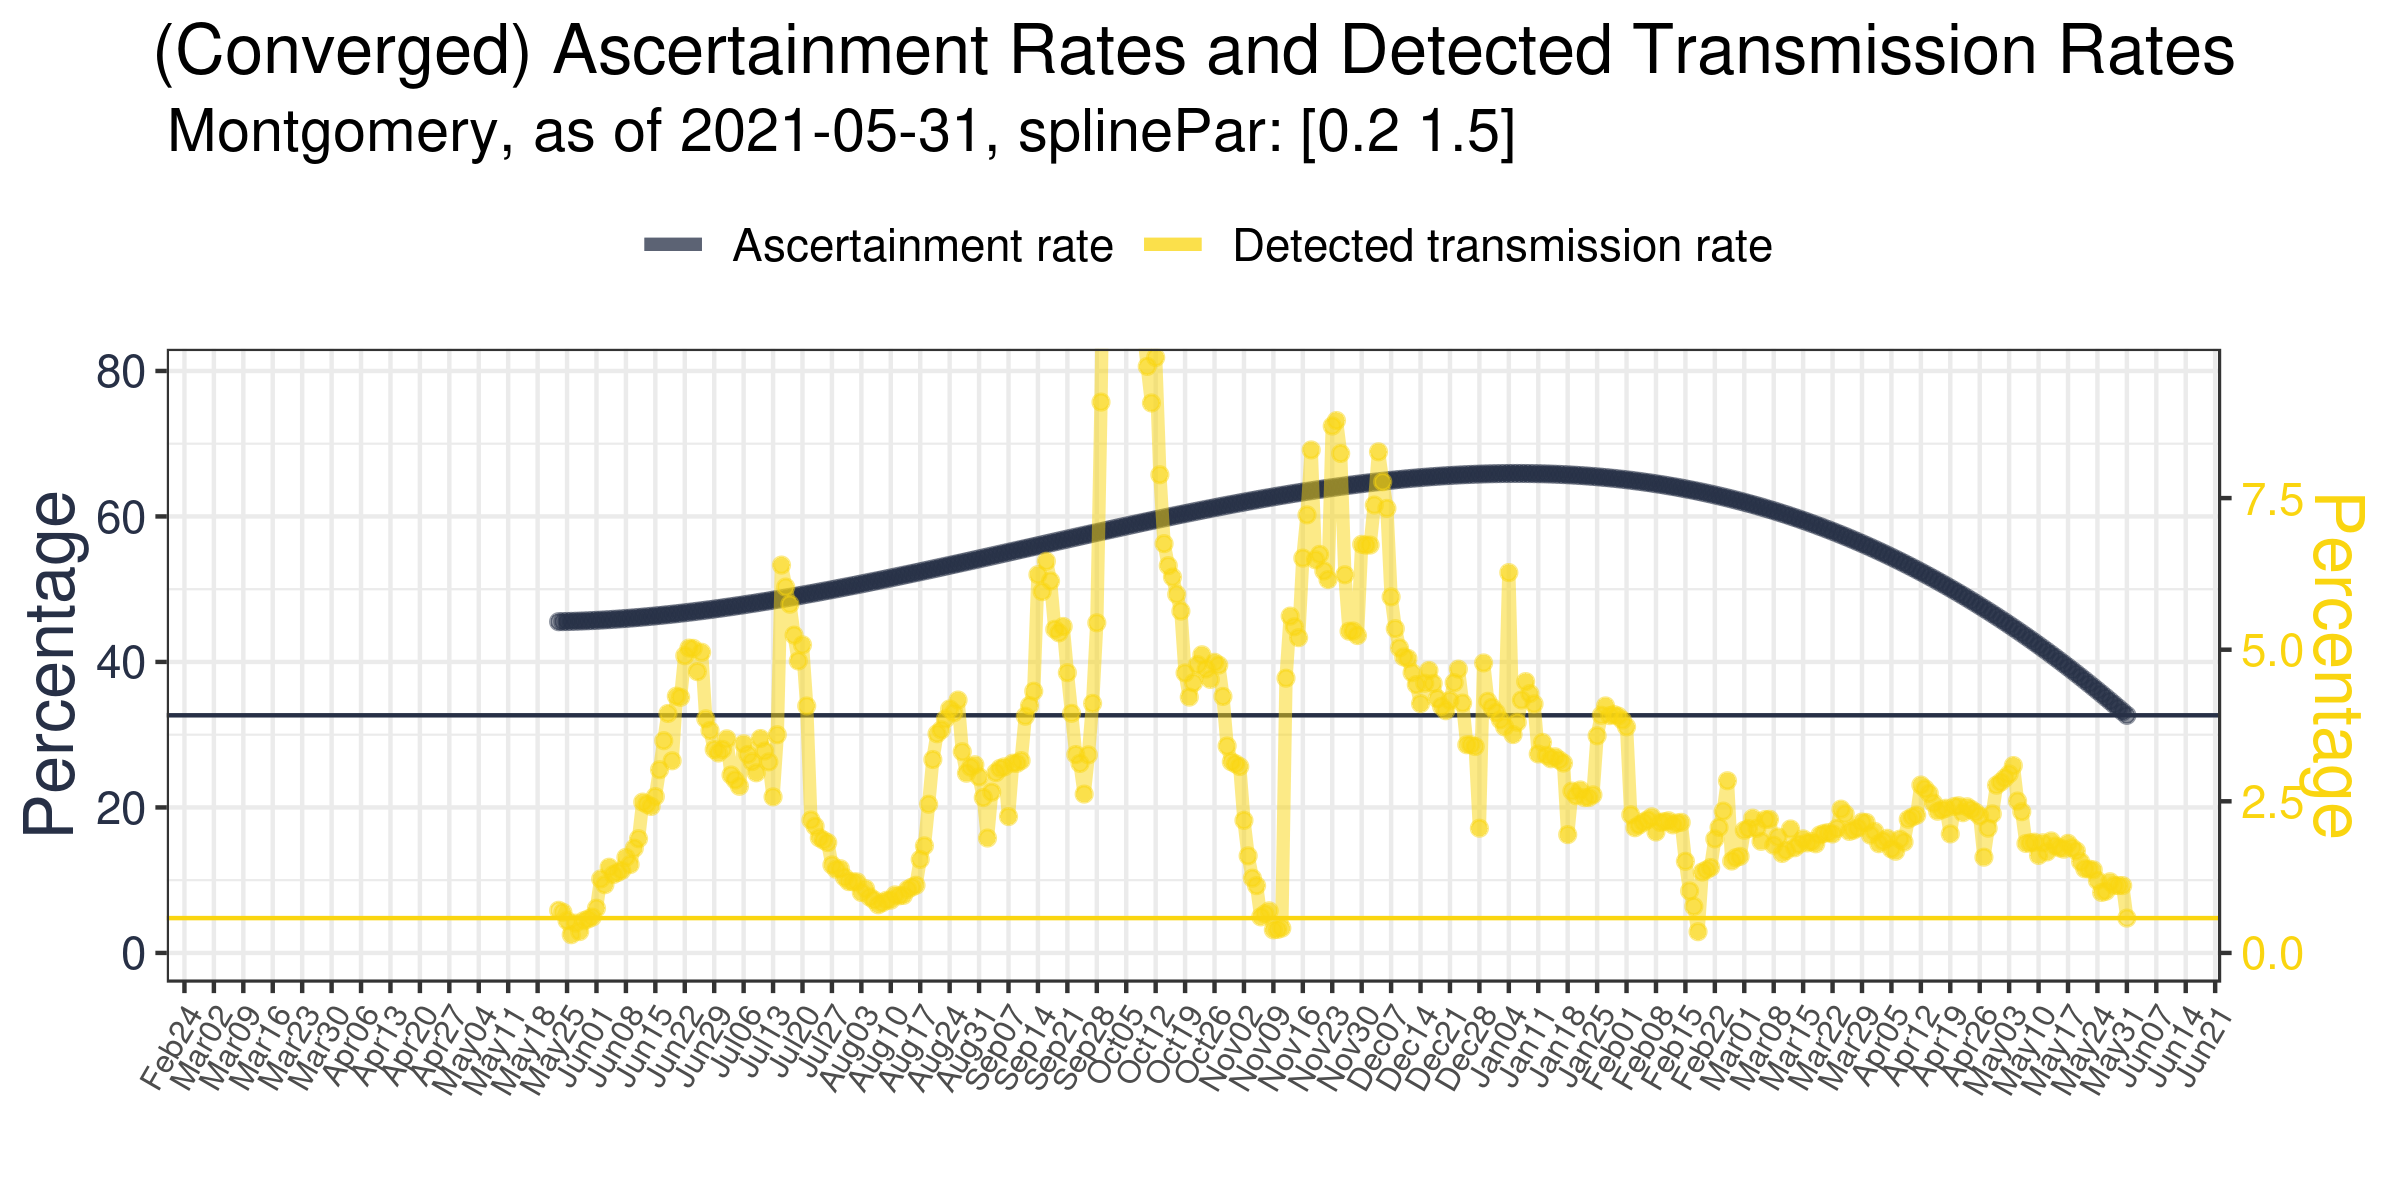 (Converged) Ascertainment Rates and Detected Transmission Rates
Montgomery, as of 2021-05-31, splinePar: [0.2 1.5]
Ascertainment rate
Detected transmission rate
Percentage
80
60
40
20
0
7.5
5.0
2.5
0.0
Percentage
Feb24
Mar02
Mar09
Mar16
Mar23
Mar30
Apr06
Apr13
Apr20
Apr27
May04
May11
May18
May25
Jun01
Jun08
Jun15
Jun22
Jun29
Jul06
Jul13
Jul20
Jul27
Aug03
Aug10
Aug17
Aug24
Aug31
Sep07
Sep14
Sep21
Sep28
Oct05
Oct12
Oct19
Oct26
Nov02
Nov09
Nov16
Nov23
Nov30
Dec07
Dec14
Dec21
Dec28
Jan04
Jan11
Jan18
Jan25
Feb01
Feb08
Feb15
Feb22
Mar01
Mar08
Mar15
Mar22
Mar29
Apr05
Apr12
Apr19
Apr26
May03
May10
May17
May24
May31
Jun07
Jun14
Jun21